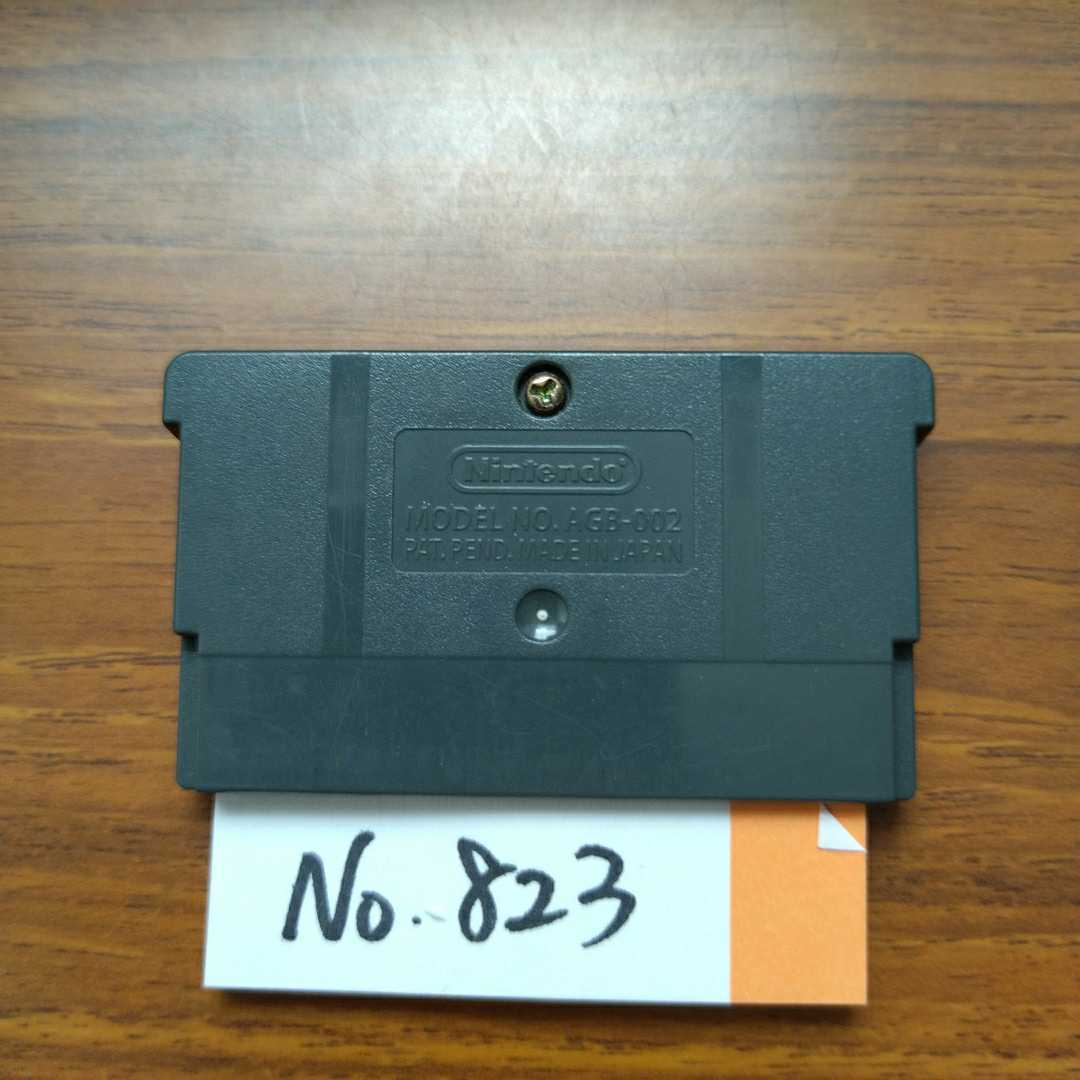 Nintendo
MODEL NO. AGB-002
PAT. PEND. MADE IN JAPAN
No. 823